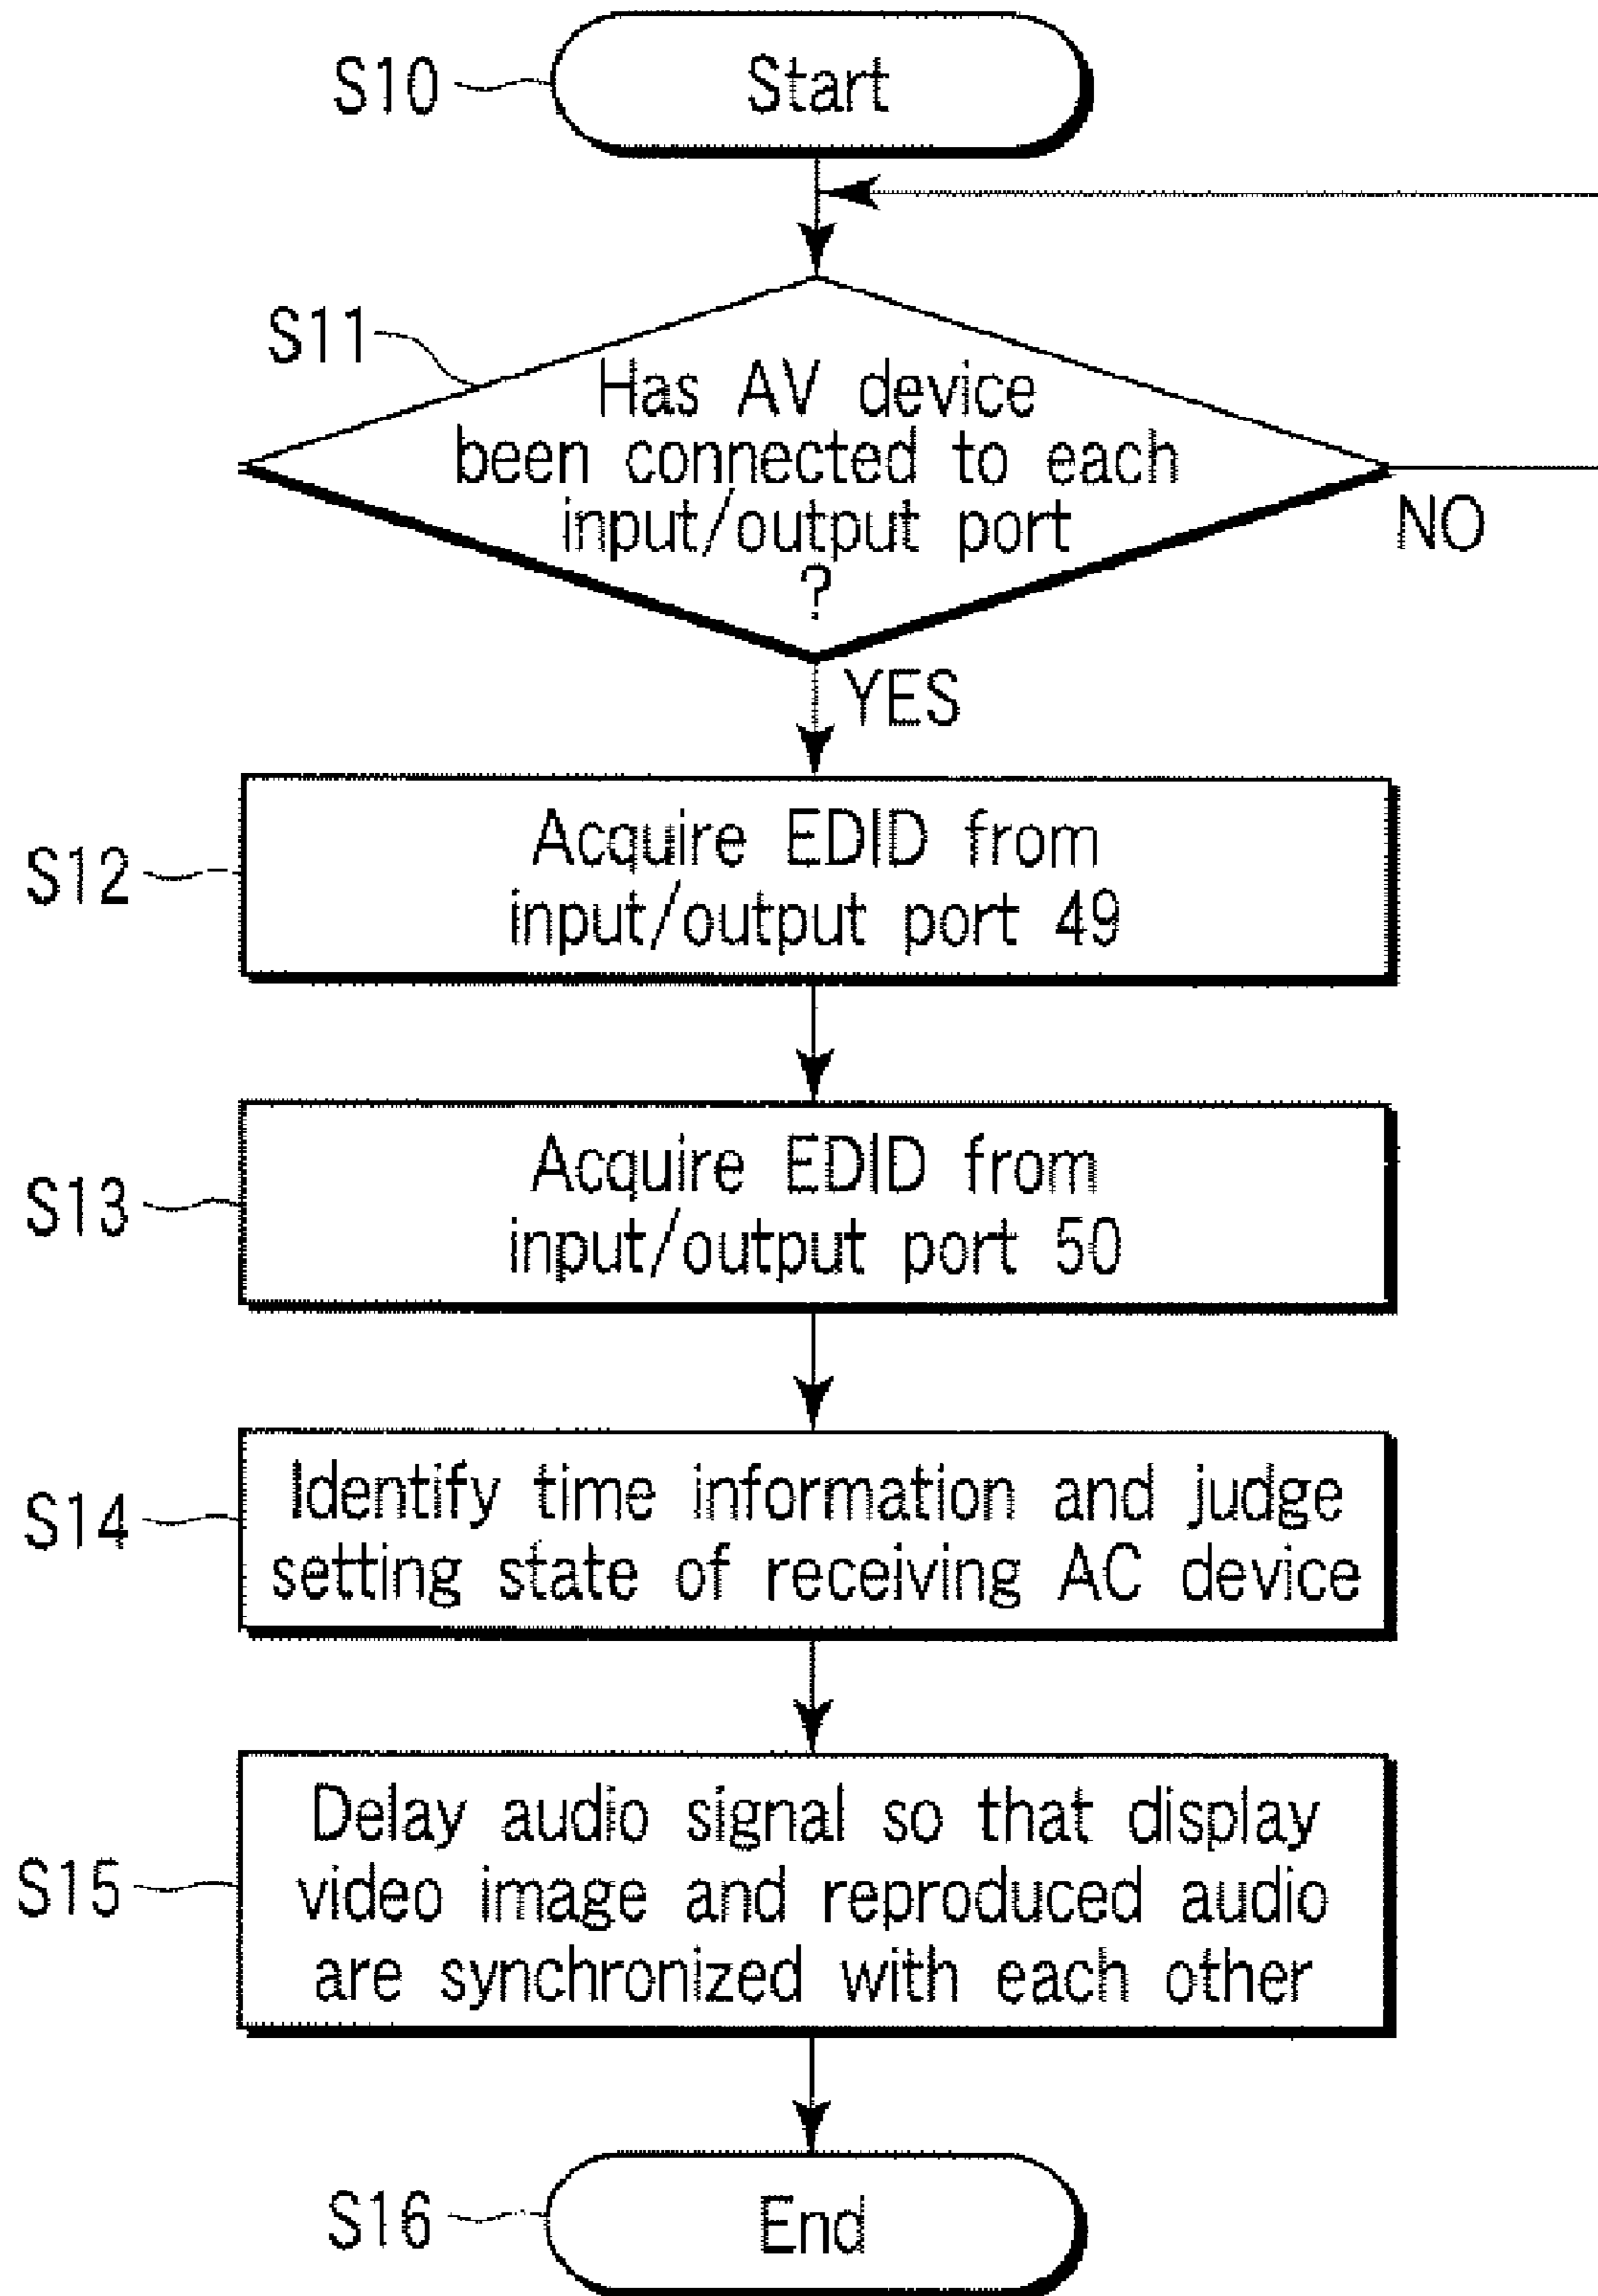 S10
Start
S11
Has AV device
been connected to each
input/output port
?
NO
YES
S12
Acquire EDID from
input/output port 49
S13
Acquire EDID from
input/output port 50
S14
Identify time information and judge
setting state of receiving AC device
S15
Delay audio signal so that display
video image and reproduced audio
are synchronized with each other
S16
End